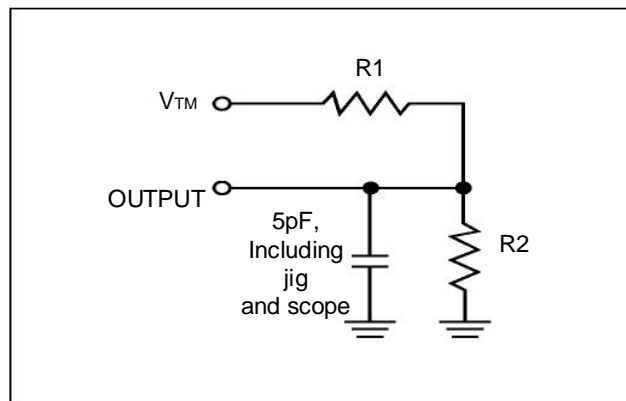 R1
VTM
OUTPUT
5pF,
Including
jig
and scope
R2